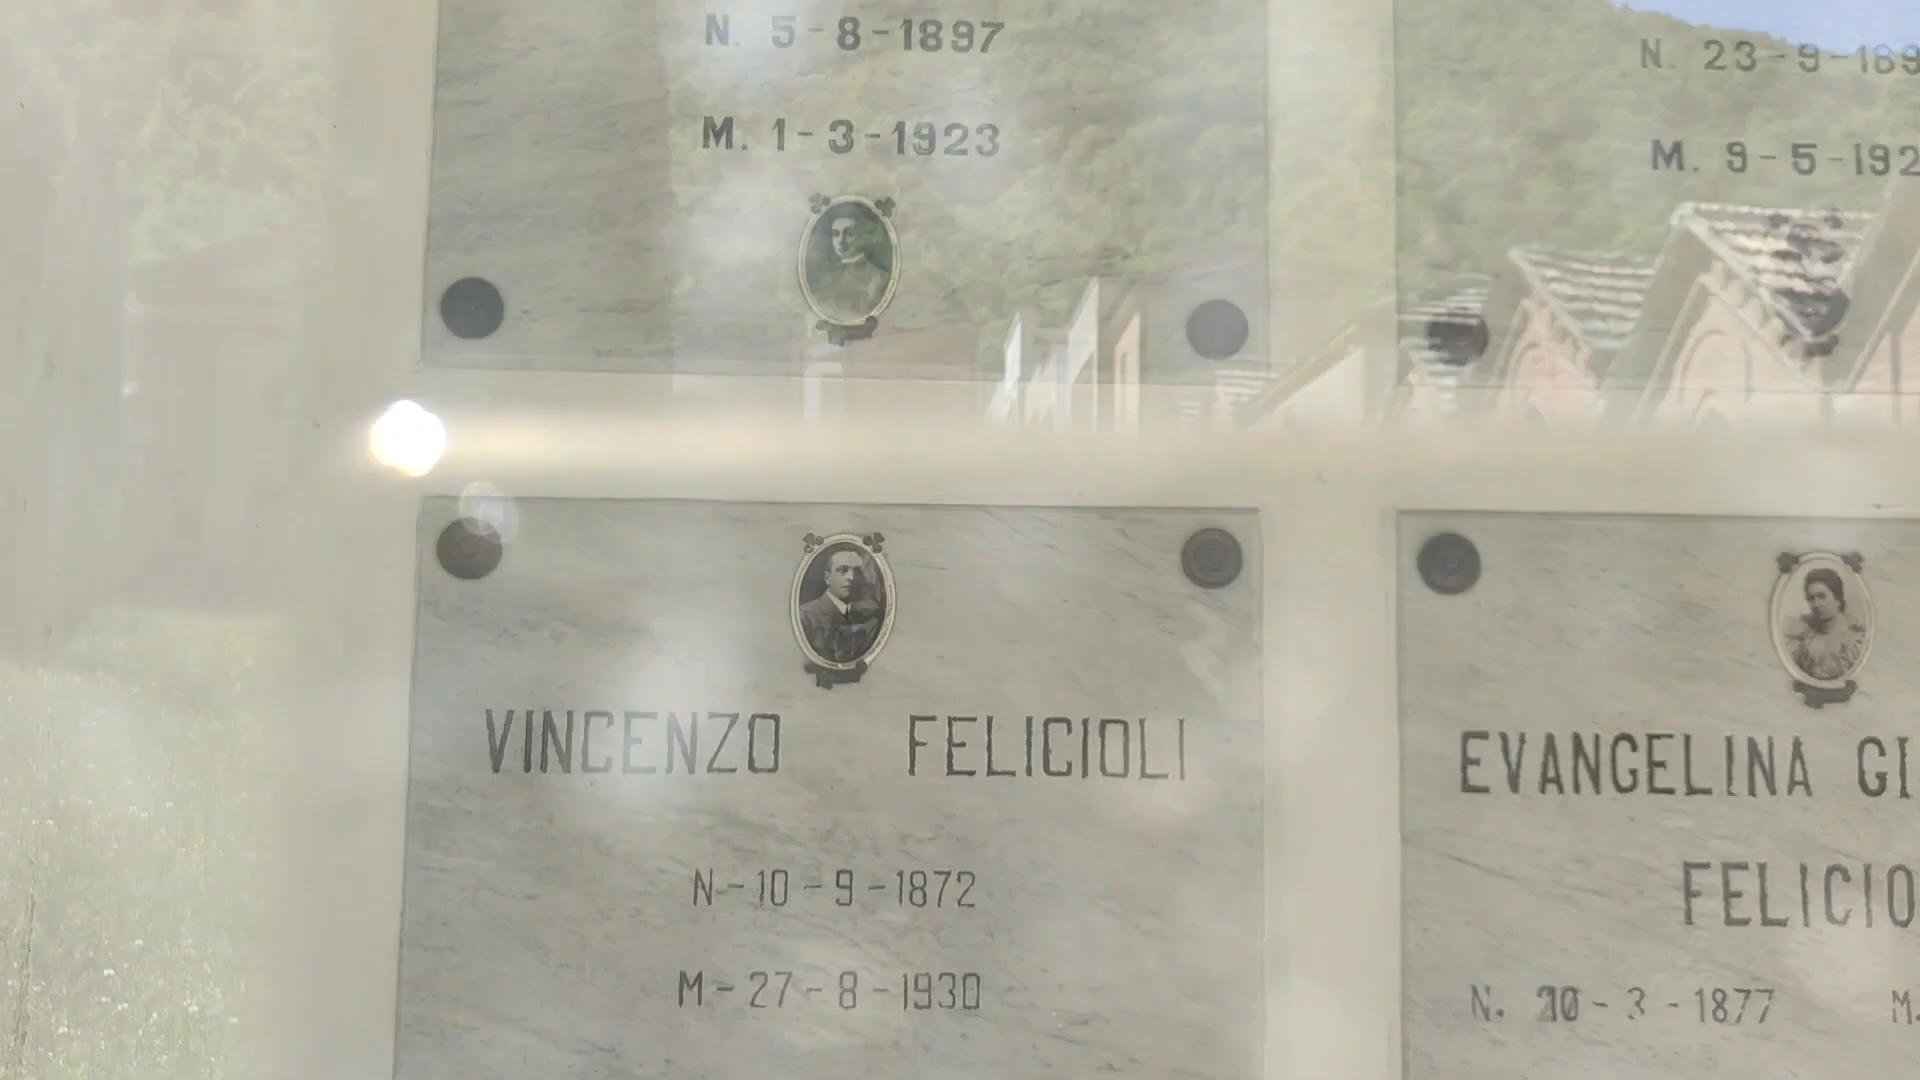 N. 5-8-1897
M. 1-3-1923
N. 23-9-189
M. 9-5-192
VINCENZO FELICIOLI
N-10-9-1872
M-27-8-1930
EVANGELINA GI
FELICIO
N. 10-3-1877 M.